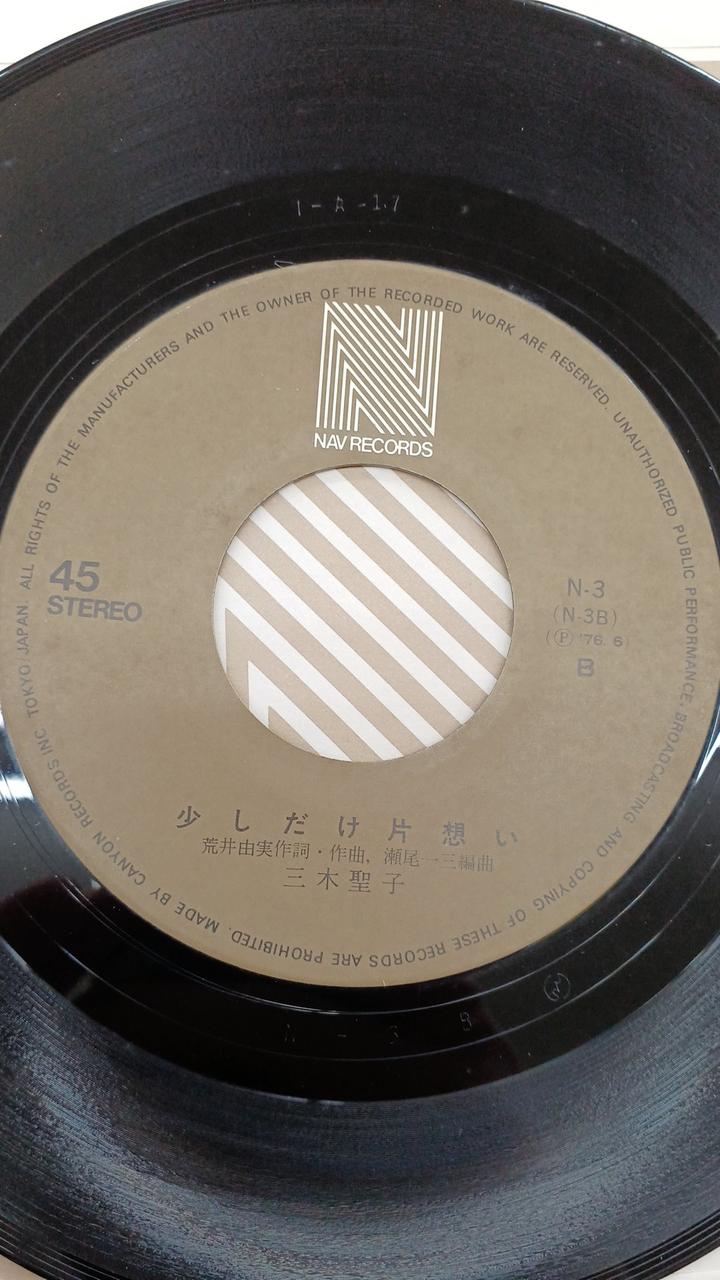 1-A-17
ALL RIGHTS OF THE MANUFACTURERS AND THE OWNER OF THE RECORDED WORK ARE RESERVED. UNAUTHORIZED PUBLIC PERFORMANCE, BROADCASTING AND COPYING OF THESE RECORDS ARE PROHIBITED. MADE BY CANYON RECORDS INC TOKYO/JAPAN.
NAV RECORDS
45
STEREO
N-3
(N-3B)
(Ⓟ '76. 6)
B
少しだけ片想い
荒井由実作詞・作曲, 瀬尾一三編曲
三木聖子
N - 3 B